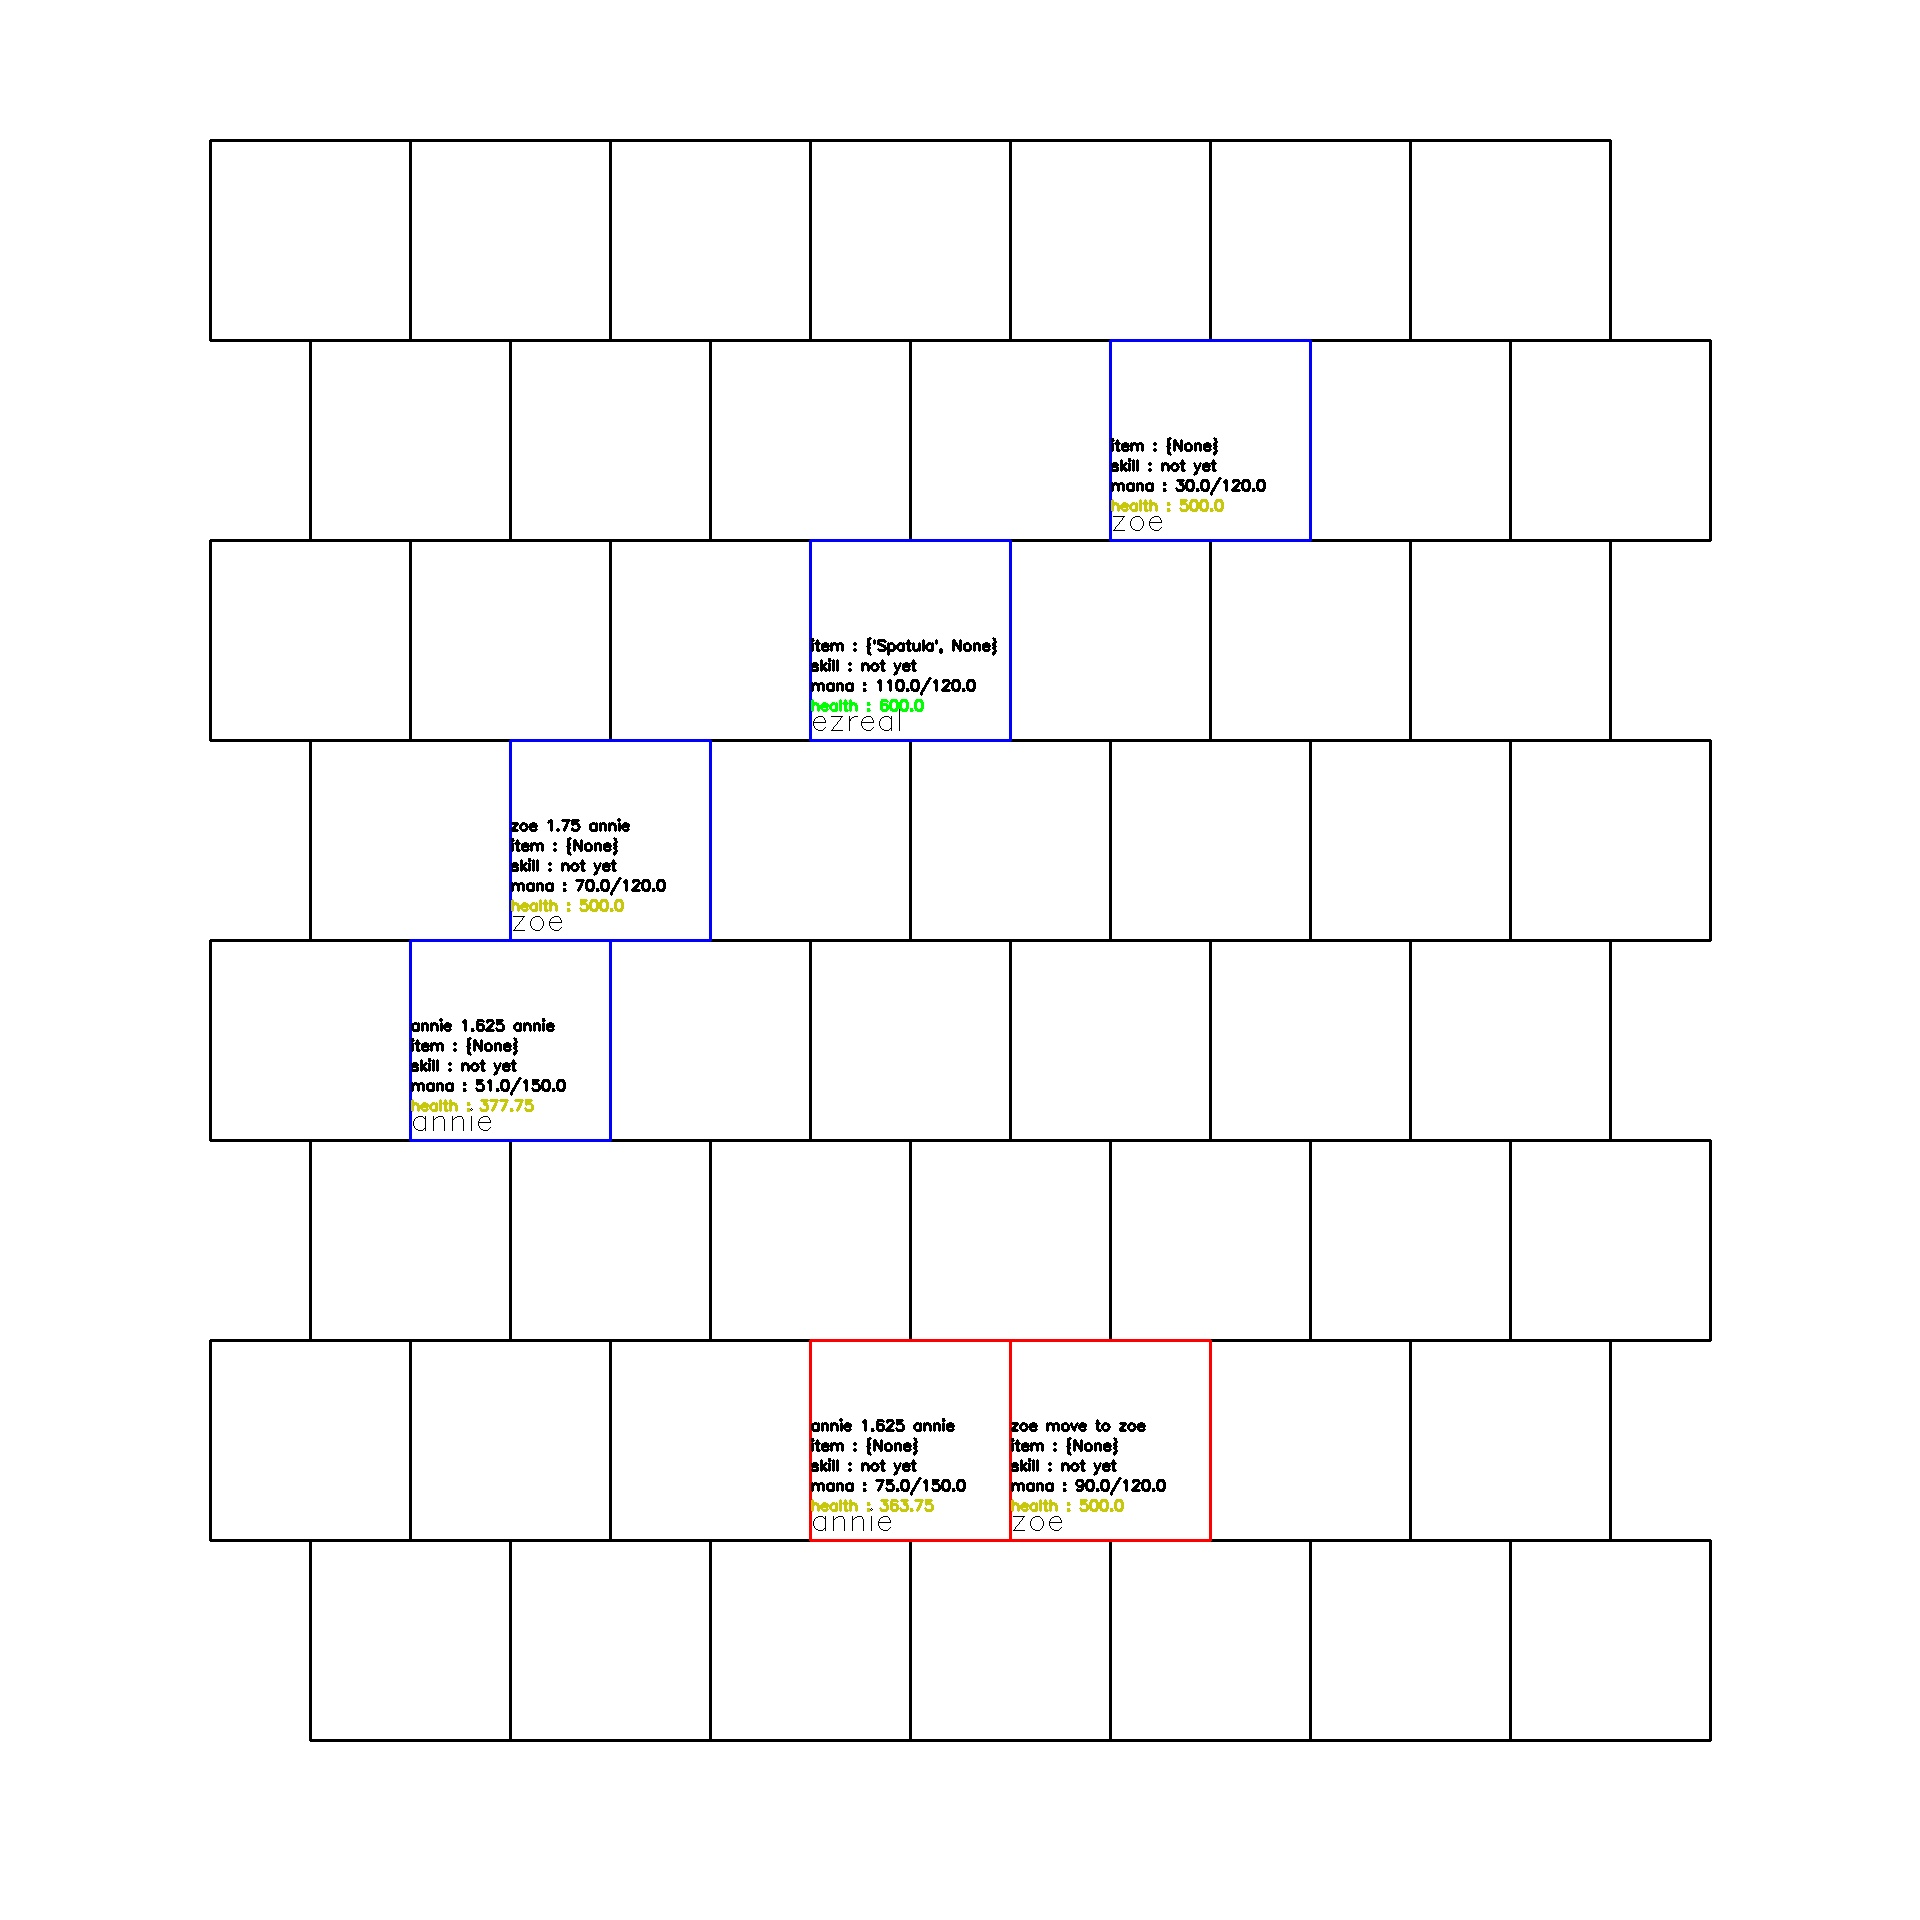 item : {None}
skill : not yet
mana : 30.0/120.0
health : 500.0
zoe
item : {'Spatula', None}
skill : not yet
mana : 110.0/120.0
health : 600.0
ezreal
zoe 1.75 annie
item : {None}
skill : not yet
mana : 70.0/120.0
health : 500.0
zoe
annie 1.625 annie
item : {None}
skill : not yet
mana : 51.0/150.0
health : 377.75
annie
annie 1.625 annie
item : {None}
skill : not yet
mana : 75.0/150.0
health : 363.75
annie
zoe move to zoe
item : {None}
skill : not yet
mana : 90.0/120.0
health : 500.0
zoe